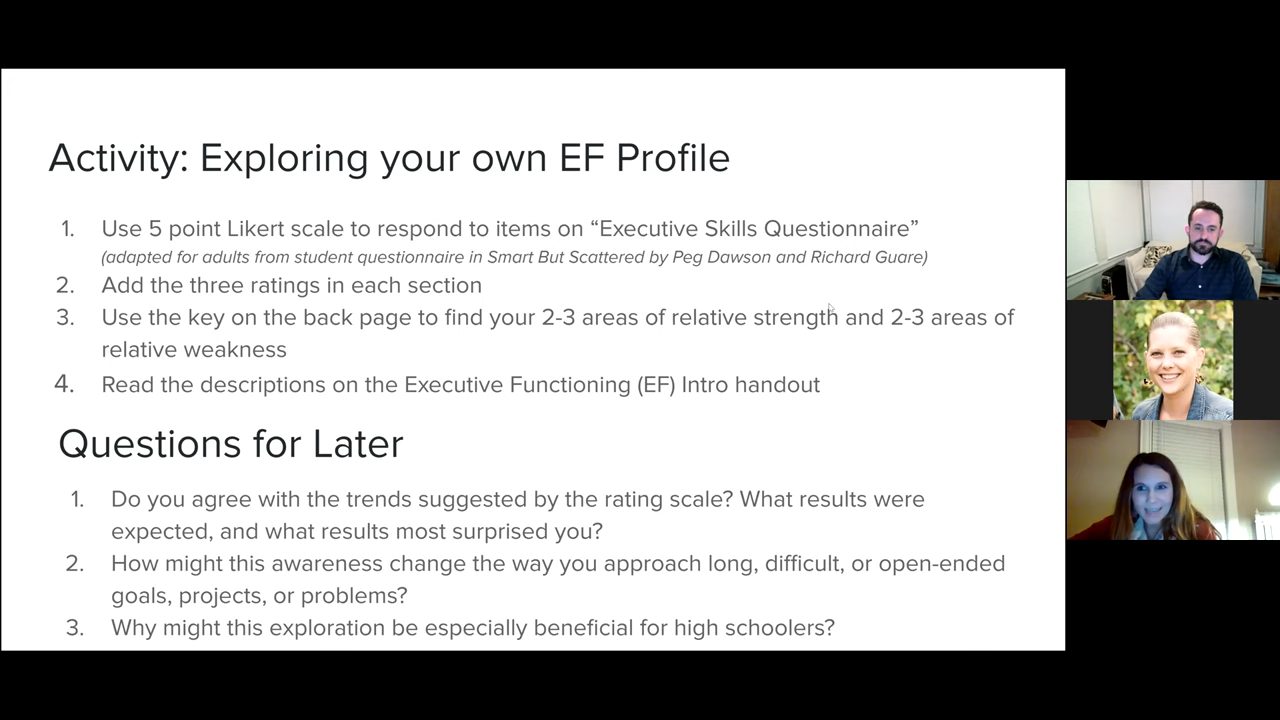 Activity: Exploring your own EF Profile
1. Use 5 point Likert scale to respond to items on “Executive Skills Questionnaire”
(adapted for adults from student questionnaire in Smart But Scattered by Peg Dawson and Richard Guare)
2. Add the three ratings in each section
3. Use the key on the back page to find your 2-3 areas of relative strength and 2-3 areas of
relative weakness
4. Read the descriptions on the Executive Functioning (EF) Intro handout
Questions for Later
1. Do you agree with the trends suggested by the rating scale? What results were
expected, and what results most surprised you?
2. How might this awareness change the way you approach long, difficult, or open-ended
goals, projects, or problems?
3. Why might this exploration be especially beneficial for high schoolers?